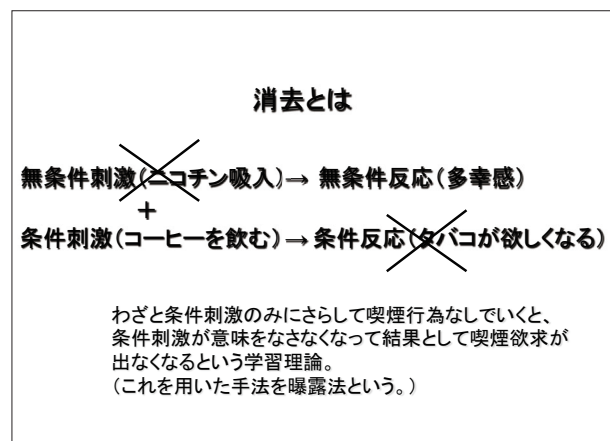 消去とは
無条件刺激(ニコチン吸入)→ 無条件反応(多幸感)
+
条件刺激(コーヒーを飲む)→ 条件反応(タバコが欲しくなる)
わざと条件刺激のみにさらして喫煙行為なしでいくと、
条件刺激が意味をなさなくなって結果として喫煙欲求が
出なくなるという学習理論。
(これを用いた手法を曝露法という。)